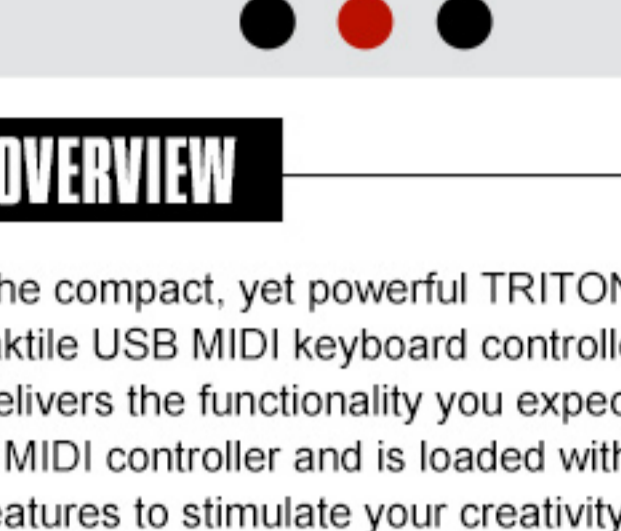 OVERVIEW
he compact, yet powerful TRITON
aktile USB MIDI keyboard controlle
elivers the functionality you expec
MIDI controller and is loaded with
eatures to stimulate your creativity